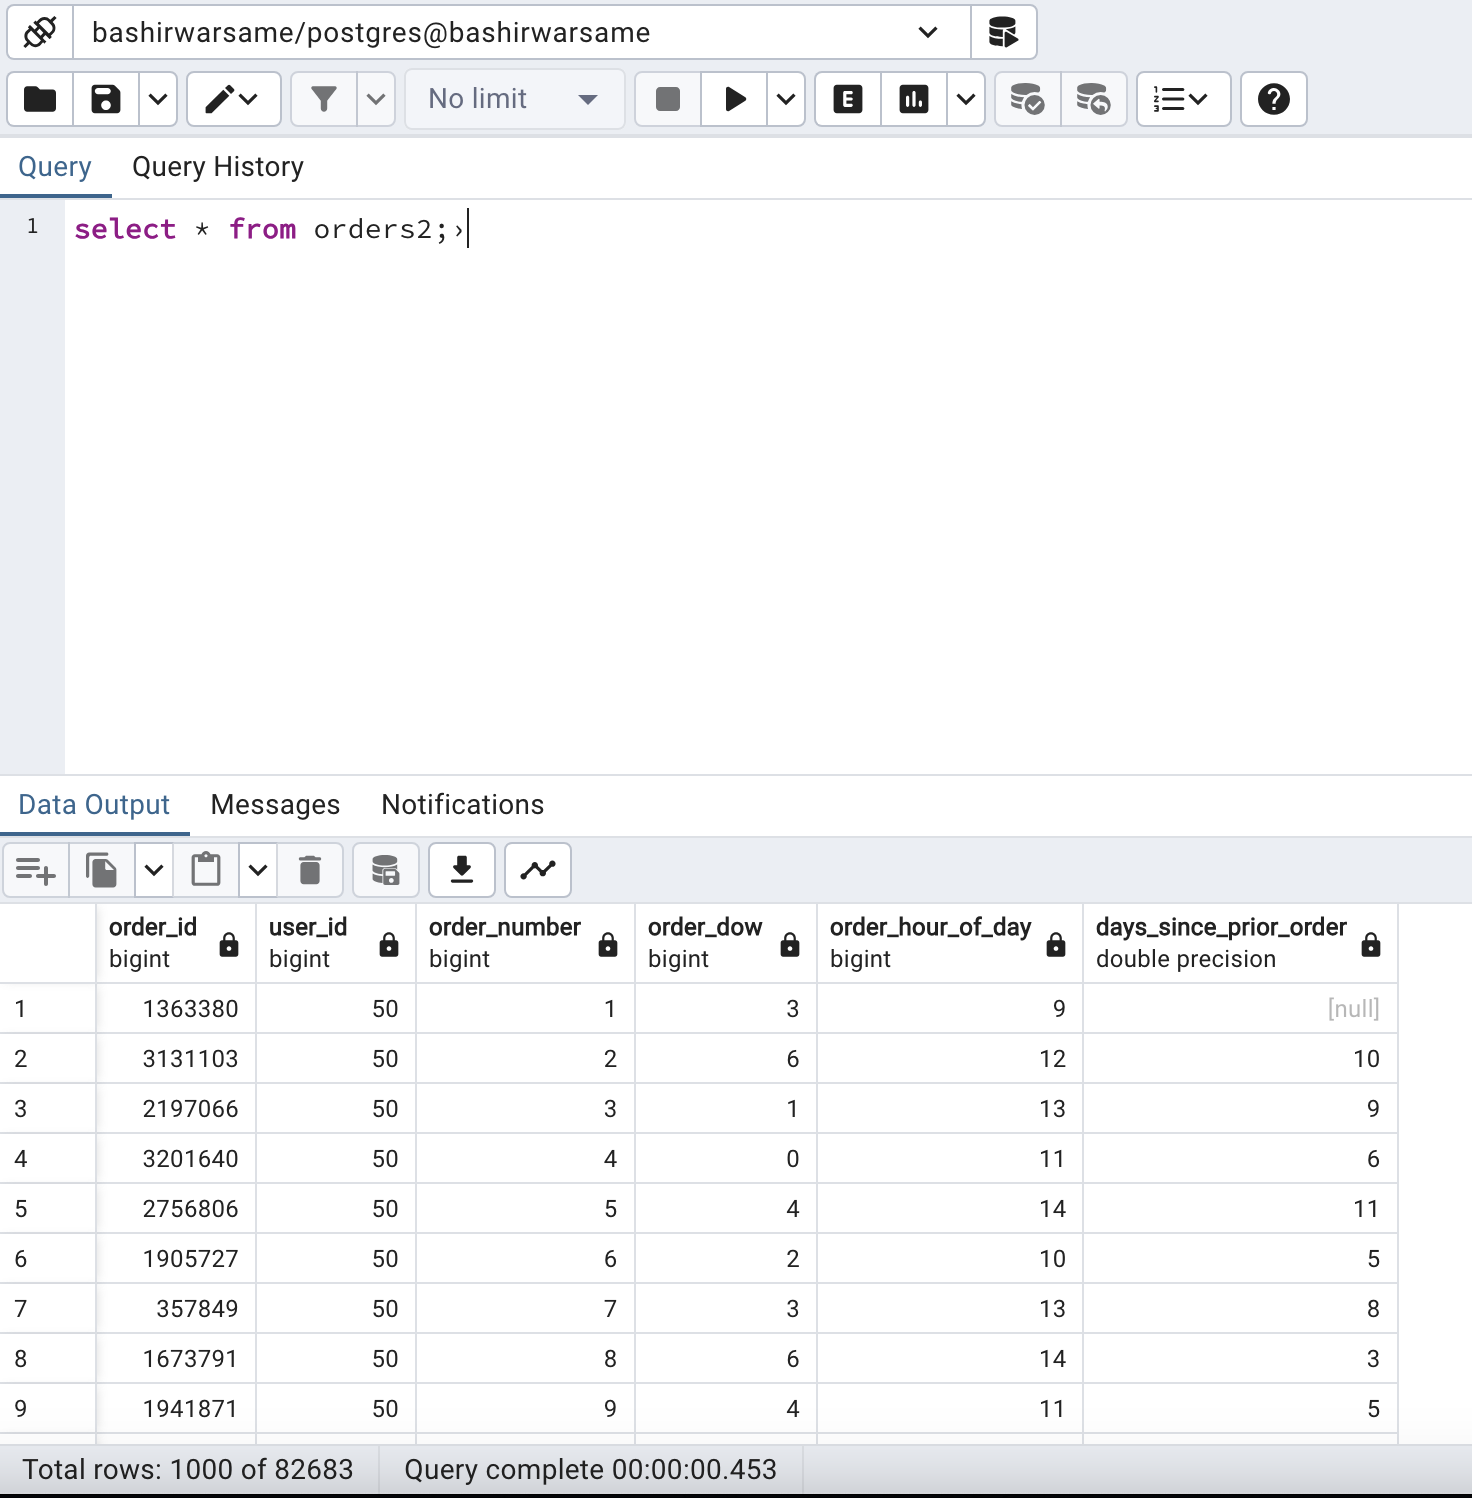 bashirwarsame/postgres@bashirwarsame
No limit E
Query Query History
1 select * from orders2;›
Data Output Messages Notifications
order_id user_id order_number order_dow order_hour_of_day days_since_prior_order
bigint bigint bigint bigint bigint double precision
1 1363380 50 1 3 9 [null]
2 3131103 50 2 6 12 10
3 2197066 50 3 1 13 9
4 3201640 50 4 0 11 6
5 2756806 50 5 4 14 11
6 1905727 50 6 2 10 5
7 357849 50 7 3 13 8
8 1673791 50 8 6 14 3
9 1941871 50 9 4 11 5
Total rows: 1000 of 82683 Query complete 00:00:00.453